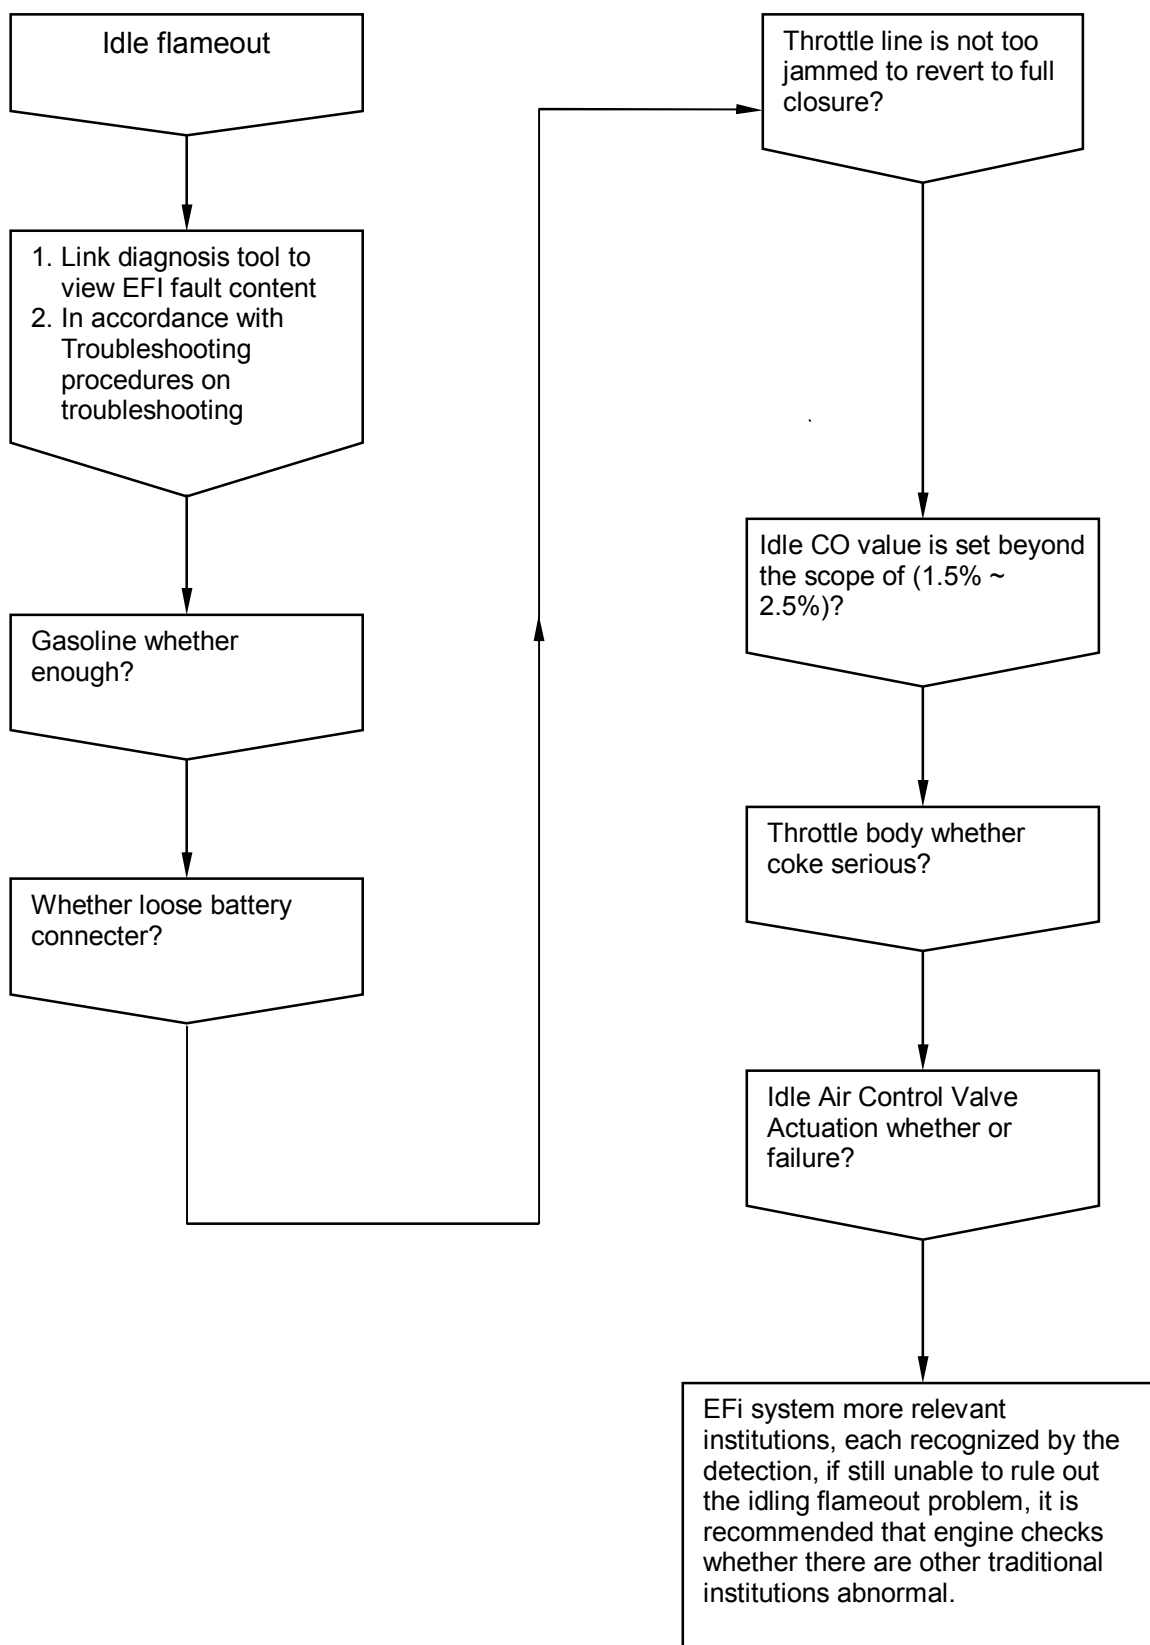 Idle flameout
1. Link diagnosis tool to
view EFI fault content
2. In accordance with
Troubleshooting
procedures on
troubleshooting
Gasoline whether
enough?
Whether loose battery
connecter?
Throttle line is not too
jammed to revert to full
closure?
Idle CO value is set beyond
the scope of (1.5% ~
2.5%)?
Throttle body whether
coke serious?
Idle Air Control Valve
Actuation whether or
failure?
EFi system more relevant
institutions, each recognized by the
detection, if still unable to rule out
the idling flameout problem, it is
recommended that engine checks
whether there are other traditional
institutions abnormal.